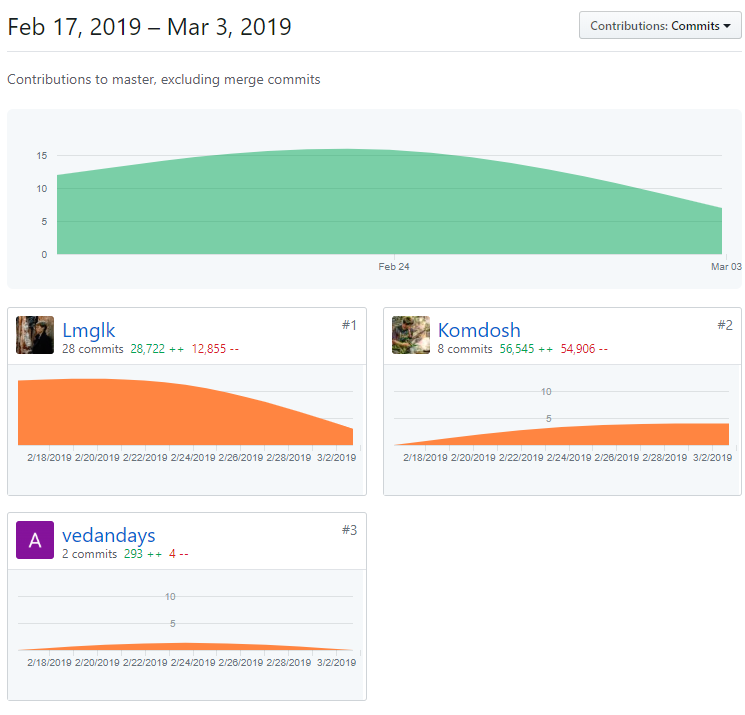 Feb 17, 2019 – Mar 3, 2019
Contributions: Commits
Contributions to master, excluding merge commits
15
10
5
0
Feb 24
Mar 03
Lmglk
#1
28 commits 28,722 ++ 12,855 --
2/18/2019 2/20/2019 2/22/2019 2/24/2019 2/26/2019 2/28/2019 3/2/2019
Komdosh
#2
8 commits 56,545 ++ 54,906 --
10
5
2/18/2019 2/20/2019 2/22/2019 2/24/2019 2/26/2019 2/28/2019 3/2/2019
A
vedandays
#3
2 commits 293 ++ 4 --
10
5
2/18/2019 2/20/2019 2/22/2019 2/24/2019 2/26/2019 2/28/2019 3/2/2019